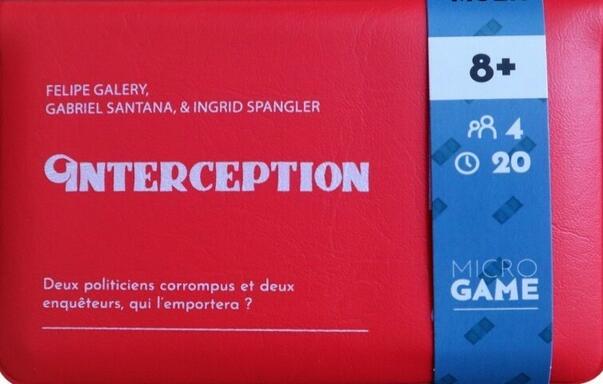 FELIPE GALERY,
GABRIEL SANTANA, & INGRID SPANGLER
INTERCEPTION
Deux politiciens corrompus et deux
enquêteurs, qui l'emportera ?
8+
4
20
MICRO
GAME